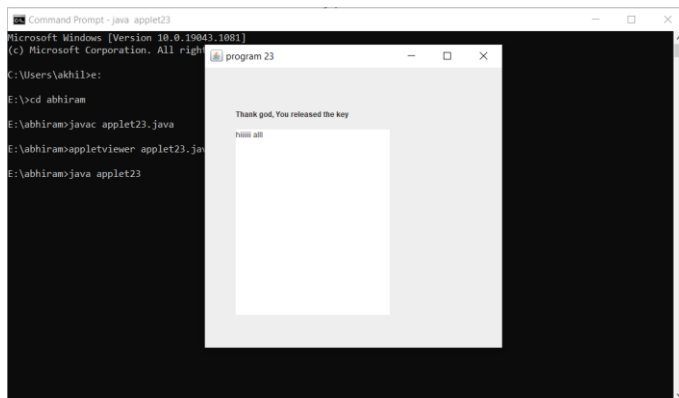 Command Prompt - java applet23
Microsoft Windows [Version 10.0.19043.1081]
(c) Microsoft Corporation. All righ
C:\Users\akhil>e:
E:\>cd abhiram
E:\abhiram>javac applet23.java
E:\abhiram>appletviewer applet23.jav
E:\abhiram>java applet23
program 23
Thank god, You released the key